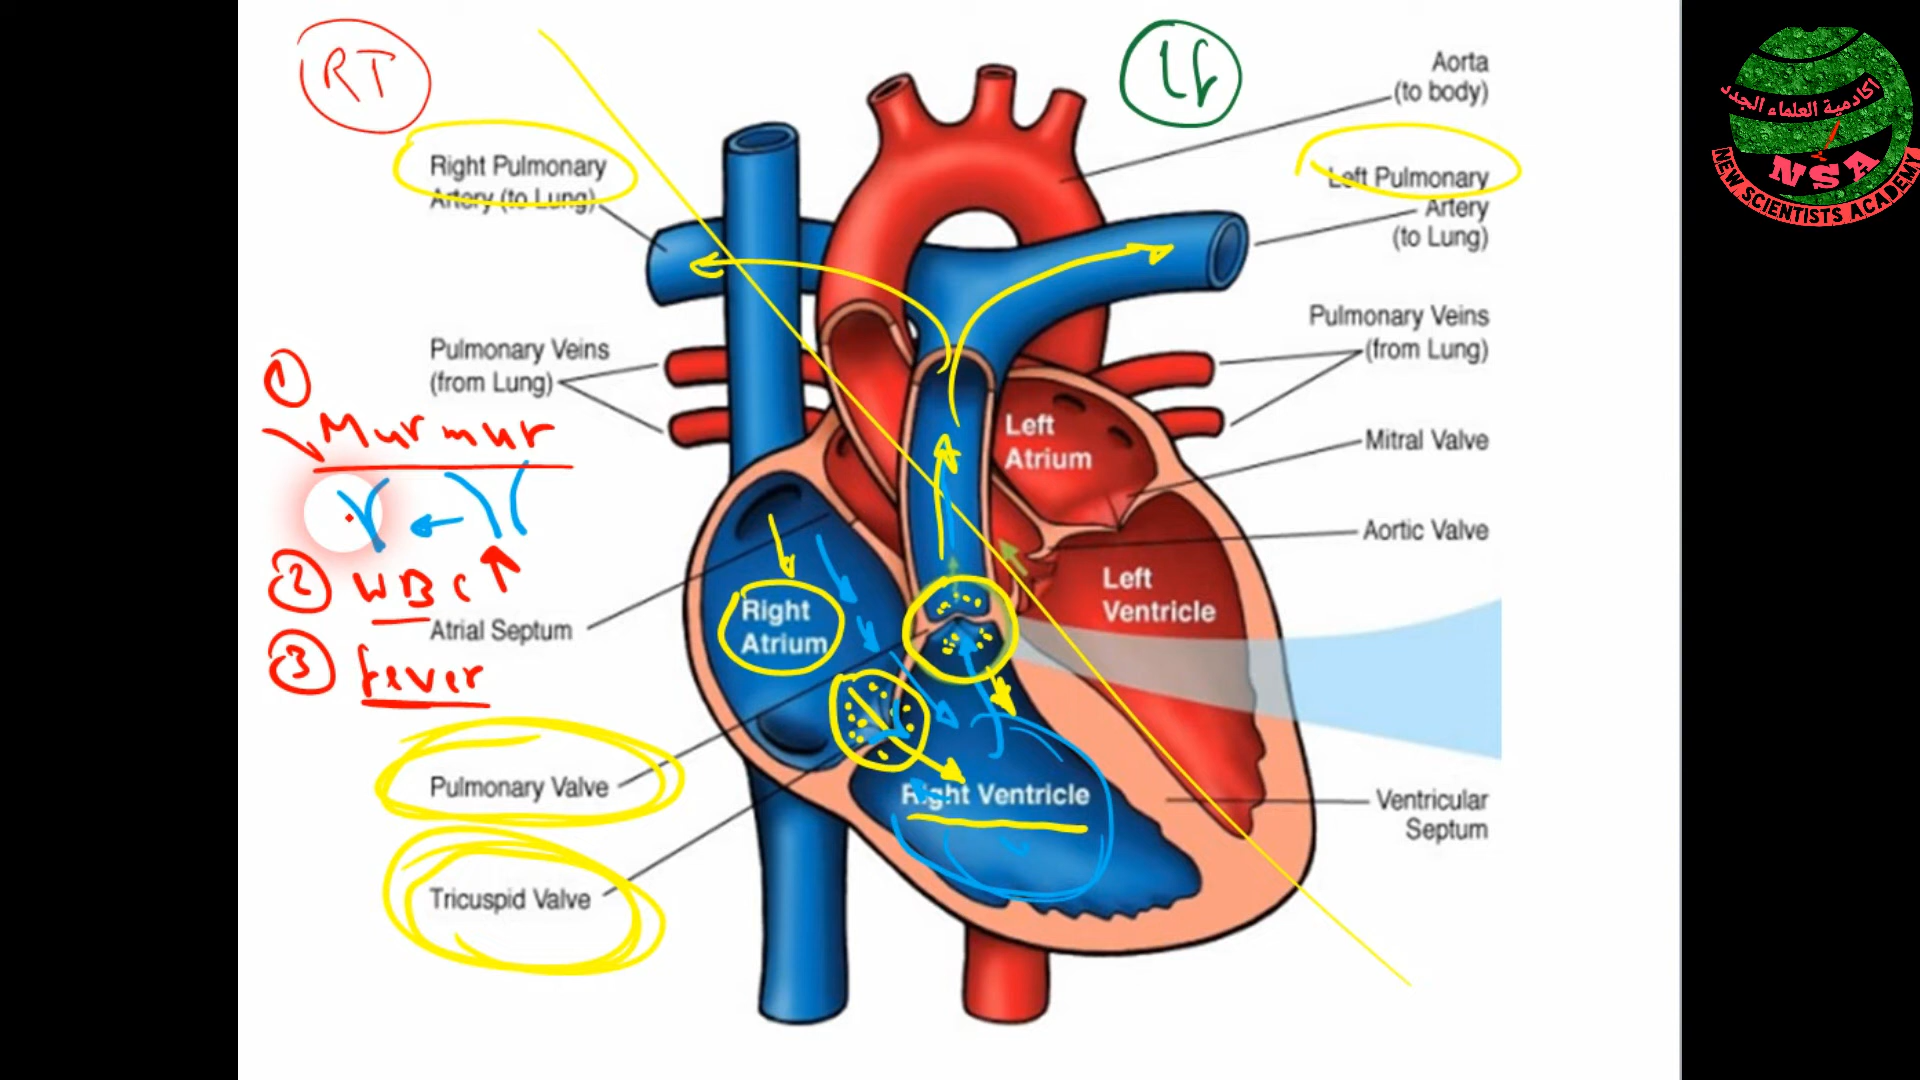 RT
Lt
Aorta
(to body)
Right Pulmonary
Artery (to Lung)
Left Pulmonary
Artery
(to Lung)
Pulmonary Veins
(from Lung)
Pulmonary Veins
(from Lung)
①
Murmur
Left
Atrium
Mitral Valve
Aortic Valve
② WBC ↑
Left
Ventricle
Right
Atrium
Atrial Septum
③ fever
Pulmonary Valve
Right Ventricle
Ventricular
Septum
Tricuspid Valve
أكاديمية العلماء الجدد
NSA
NEW SCIENTISTS ACADEMY